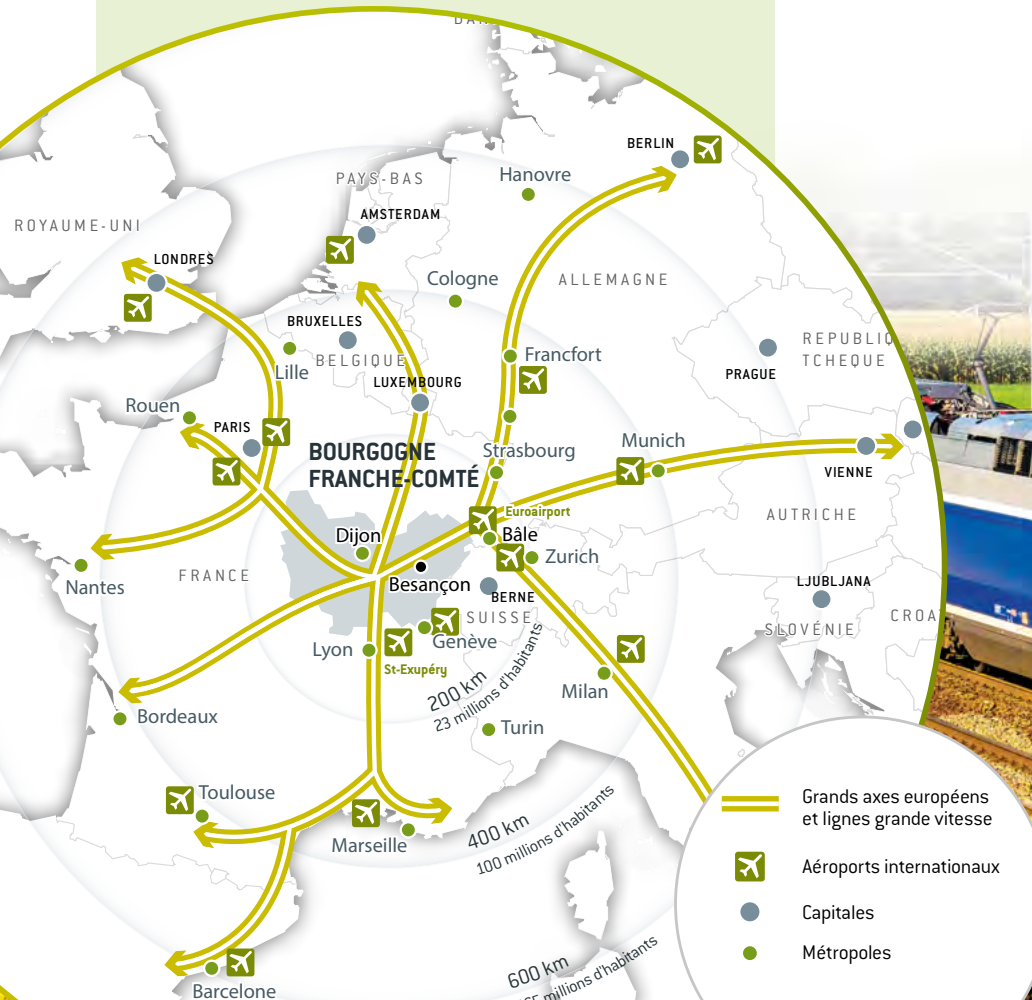 BERLIN
Hanovre
PAYS-BAS
AMSTERDAM
ROYAUME-UNI
LONDRES
Cologne
ALLEMAGNE
BRUXELLES
BELGIQUE
Lille
LUXEMBOURG
Francfort
PRAGUE
TCHEQUE
Rouen
PARIS
BOURGOGNE
FRANCHE-COMTÉ
Strasbourg
Munich
VIENNE
Euroairport
Bâle
AUTRICHE
Dijon
Zurich
Nantes
FRANCE
Besançon
BERNE
LJUBLJANA
SUISSE
SLOVÉNIE
Lyon
Genève
St-Exupéry
200 km
23 millions d'habitants
Milan
Bordeaux
Turin
Toulouse
Marseille
400 km
100 millions d'habitants
600 km
millions d'habitants
Barcelone
Grands axes européens
et lignes grande vitesse
Aéroports internationaux
Capitales
Métropoles